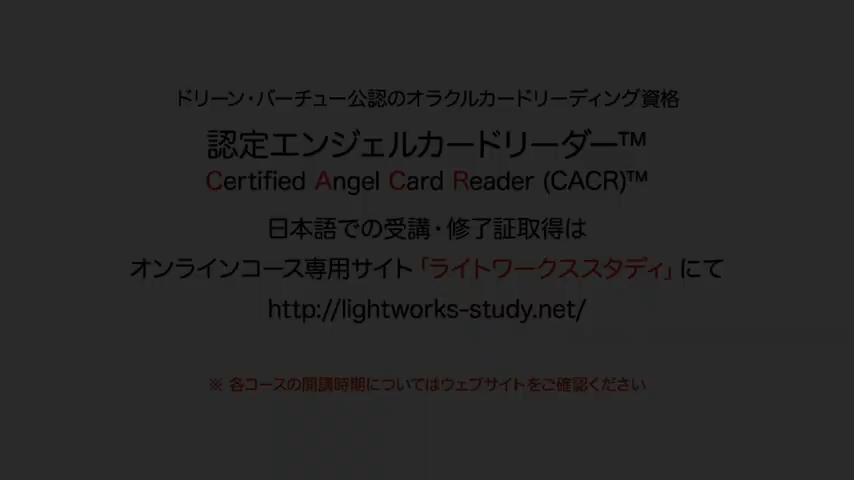 ドリーン・バーチュー公認のオラクルカードリーディング資格
認定エンジェルカードリーダー™
Certified Angel Card Reader (CACR)™
日本語での受講・修了証取得は
オンラインコース専用サイト「ライトワークススタディ」にて
http://lightworks-study.net/
※ 各コースの開講時期についてはウェブサイトをご確認ください